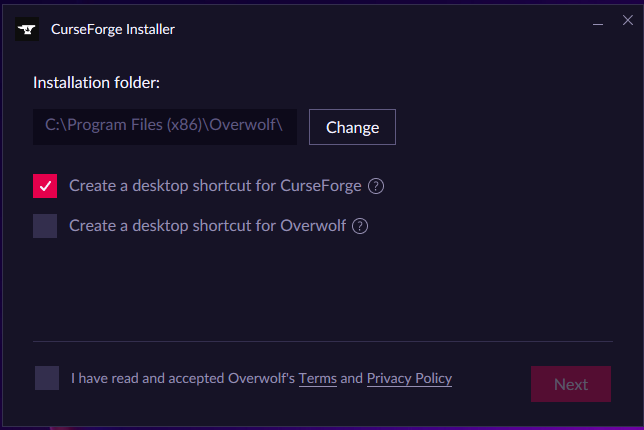 CurseForge Installer
Installation folder:
C:\Program Files (x86)\Overwolf\
Change
Create a desktop shortcut for CurseForge ?
Create a desktop shortcut for Overwolf ?
I have read and accepted Overwolf's Terms and Privacy Policy
Next